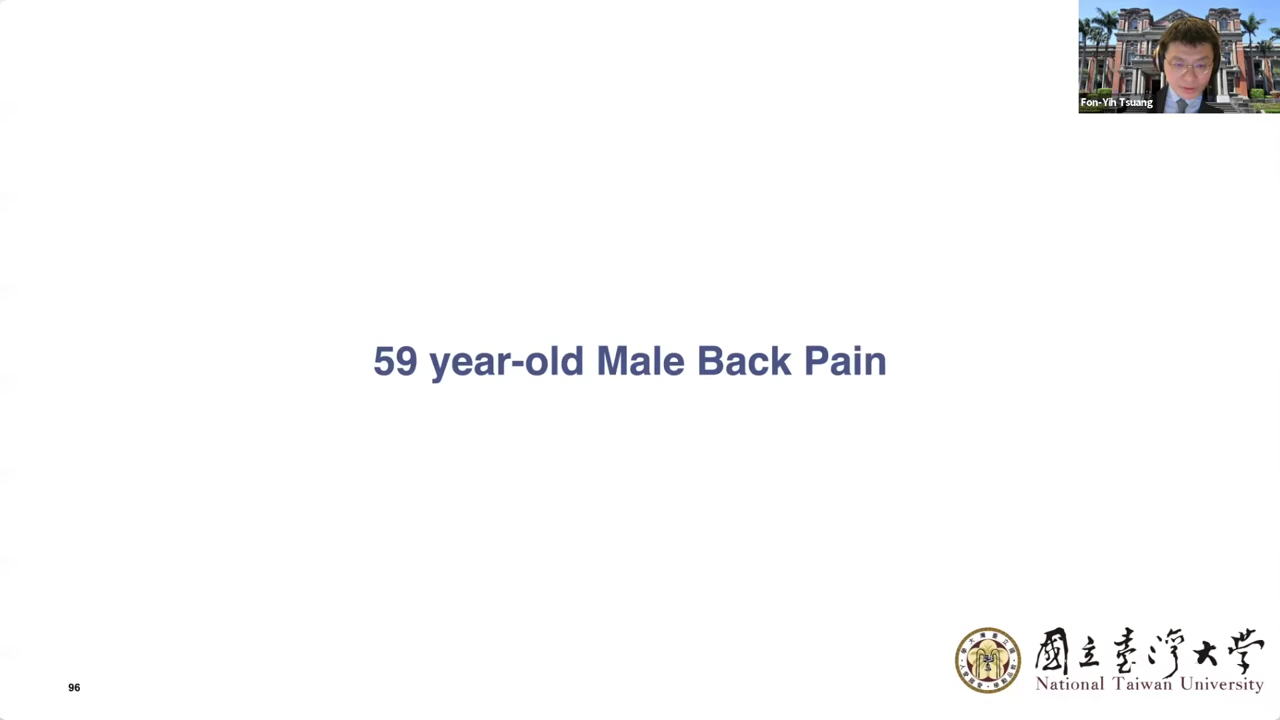 Fon-Yih Tsuang
59 year-old Male Back Pain
國立臺灣大學
National Taiwan University
96